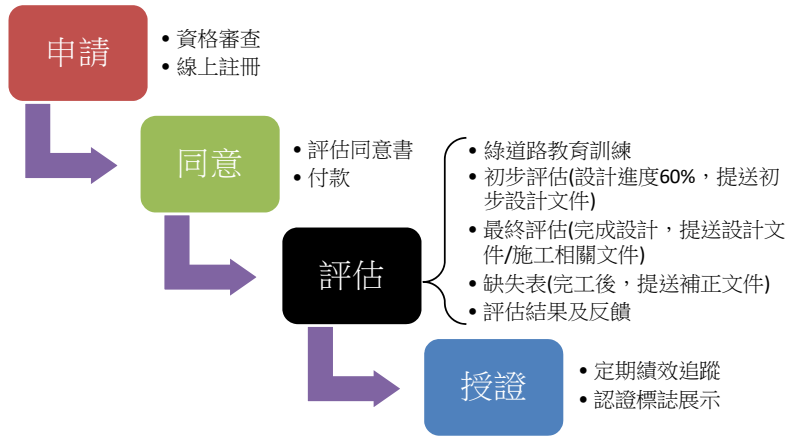 申請
• 資格審查
• 線上註冊
同意
• 評估同意書
• 付款
評估
• 綠道路教育訓練
• 初步評估(設計進度60%，提送初
步設計文件)
• 最終評估(完成設計，提送設計文
件/施工相關文件)
• 缺失表(完工後，提送補正文件)
• 評估結果及反饋
授證
• 定期績效追蹤
• 認證標誌展示